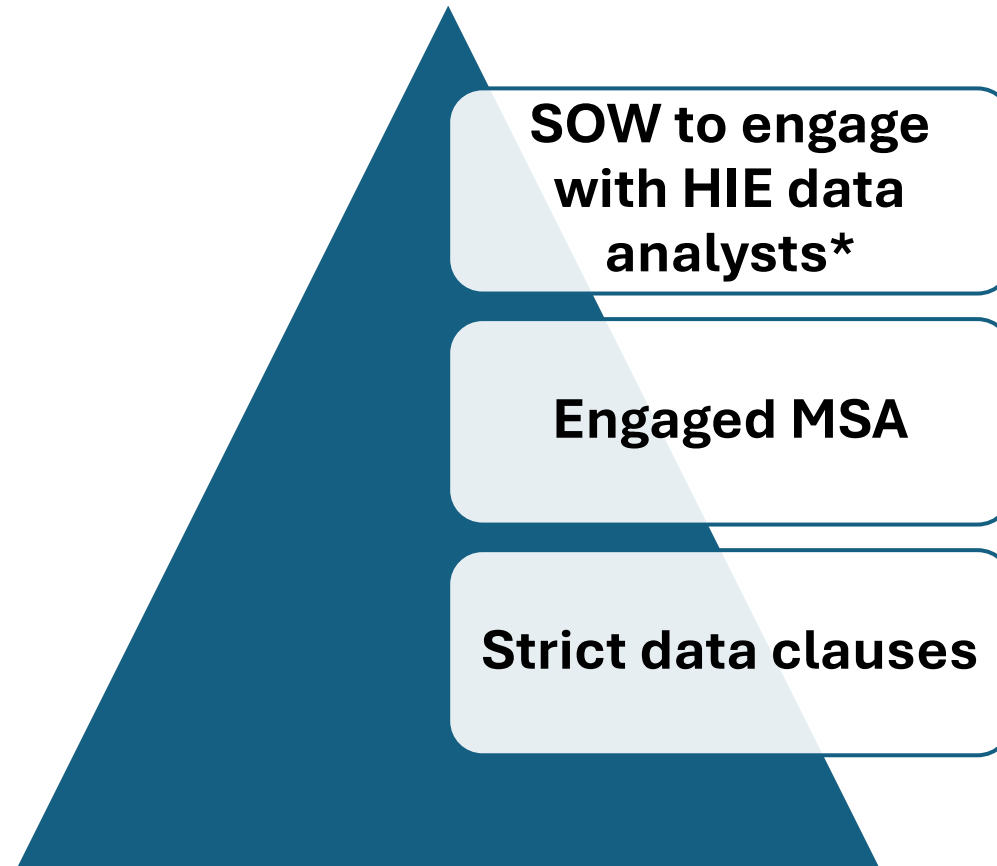 SOW to engage
with HIE data
analysts*
Engaged MSA
Strict data clauses